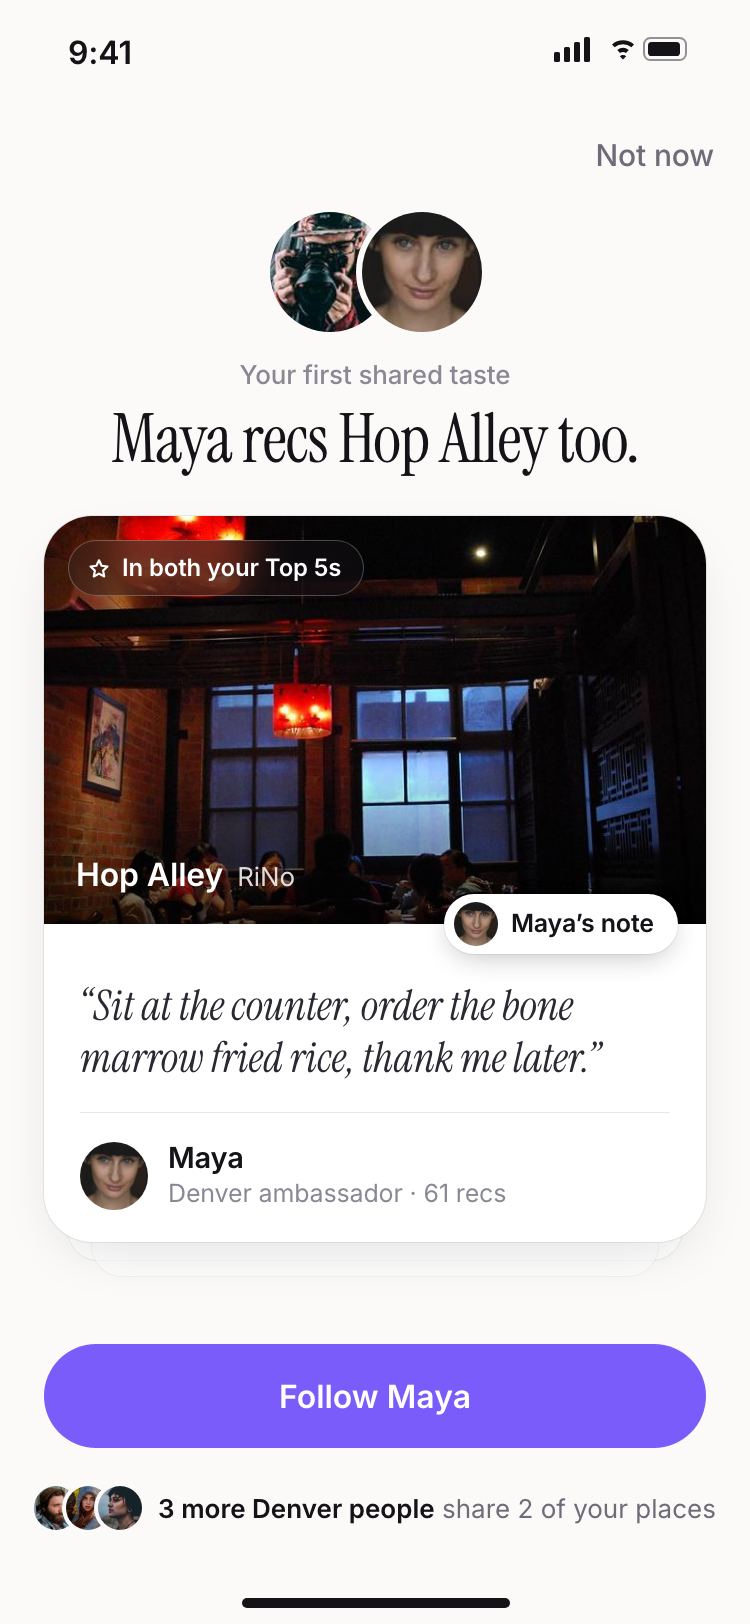 9:41
Not now
Your first shared taste
Maya recs Hop Alley too.
In both your Top 5s
Hop Alley RiNo
Maya’s note
“Sit at the counter, order the bone
marrow fried rice, thank me later.”
Maya
Denver ambassador · 61 recs
Follow Maya
3 more Denver people share 2 of your places